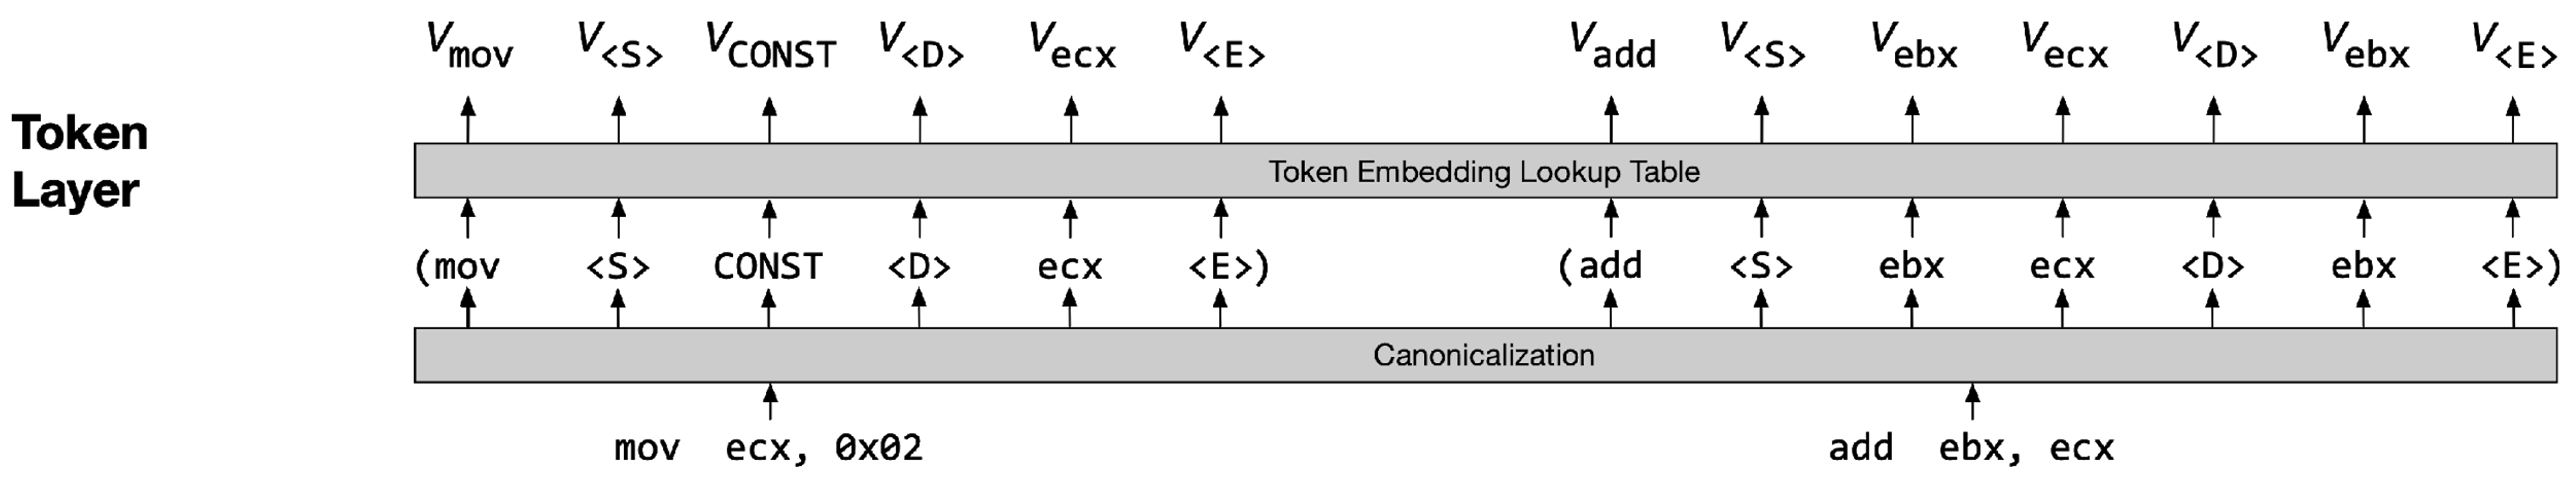 Vmov V<S> VCONST V<D> Vecx V<E> Vadd V<S> Vebx Vecx V<D> Vebx V<E>
Token
Layer
Token Embedding Lookup Table
(mov <S> CONST <D> ecx <E>) (add <S> ebx ecx <D> ebx <E>)
Canonicalization
mov ecx, 0x02 add ebx, ecx